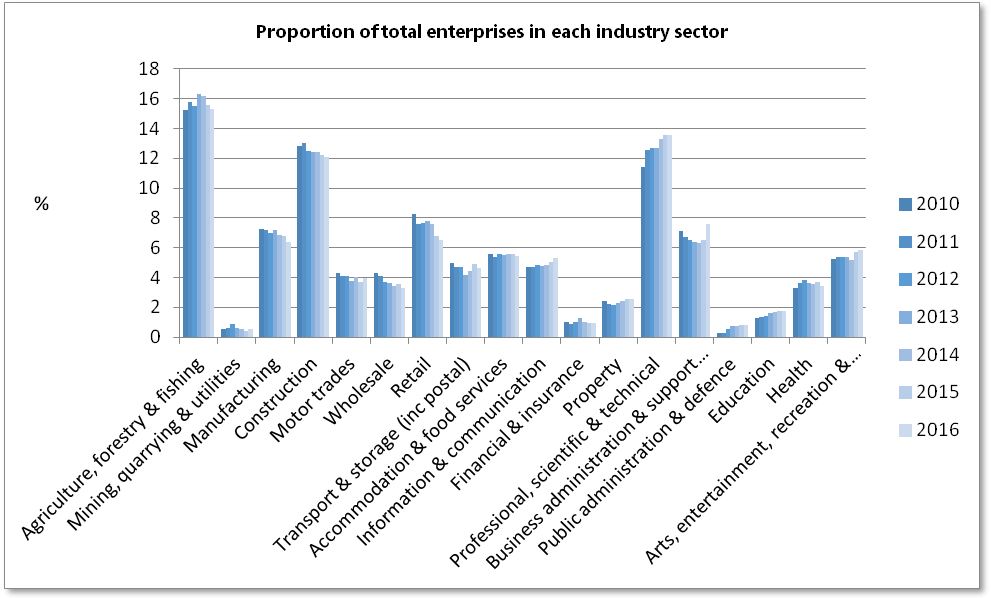 Proportion of total enterprises in each industry sector
%
18
16
14
12
10
8
6
4
2
0
Agriculture, forestry & fishing
Mining, quarrying & utilities
Manufacturing
Construction
Motor trades
Wholesale
Retail
Transport & storage (inc postal)
Accommodation & food services
Information & communication
Financial & insurance
Property
Professional, scientific & technical
Business administration & support...
Public administration & defence
Education
Health
Arts, entertainment, recreation &...
2010
2011
2012
2013
2014
2015
2016